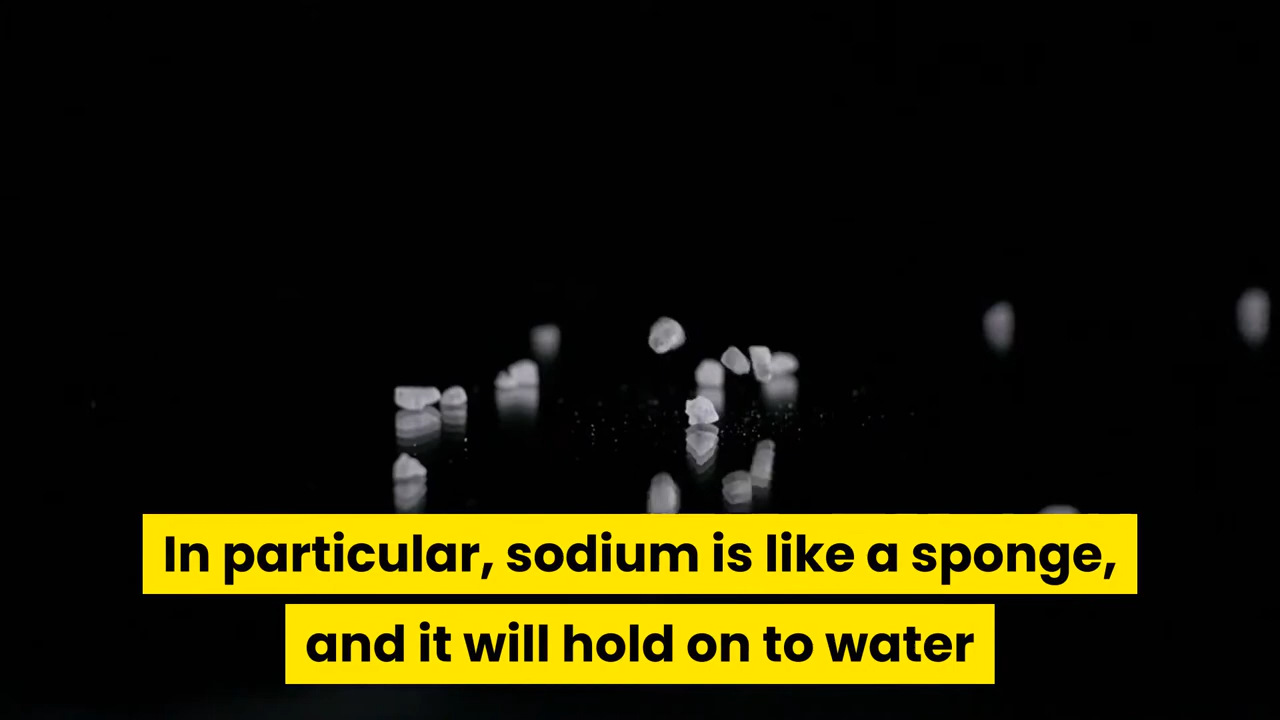 In particular, sodium is like a sponge,
and it will hold on to water